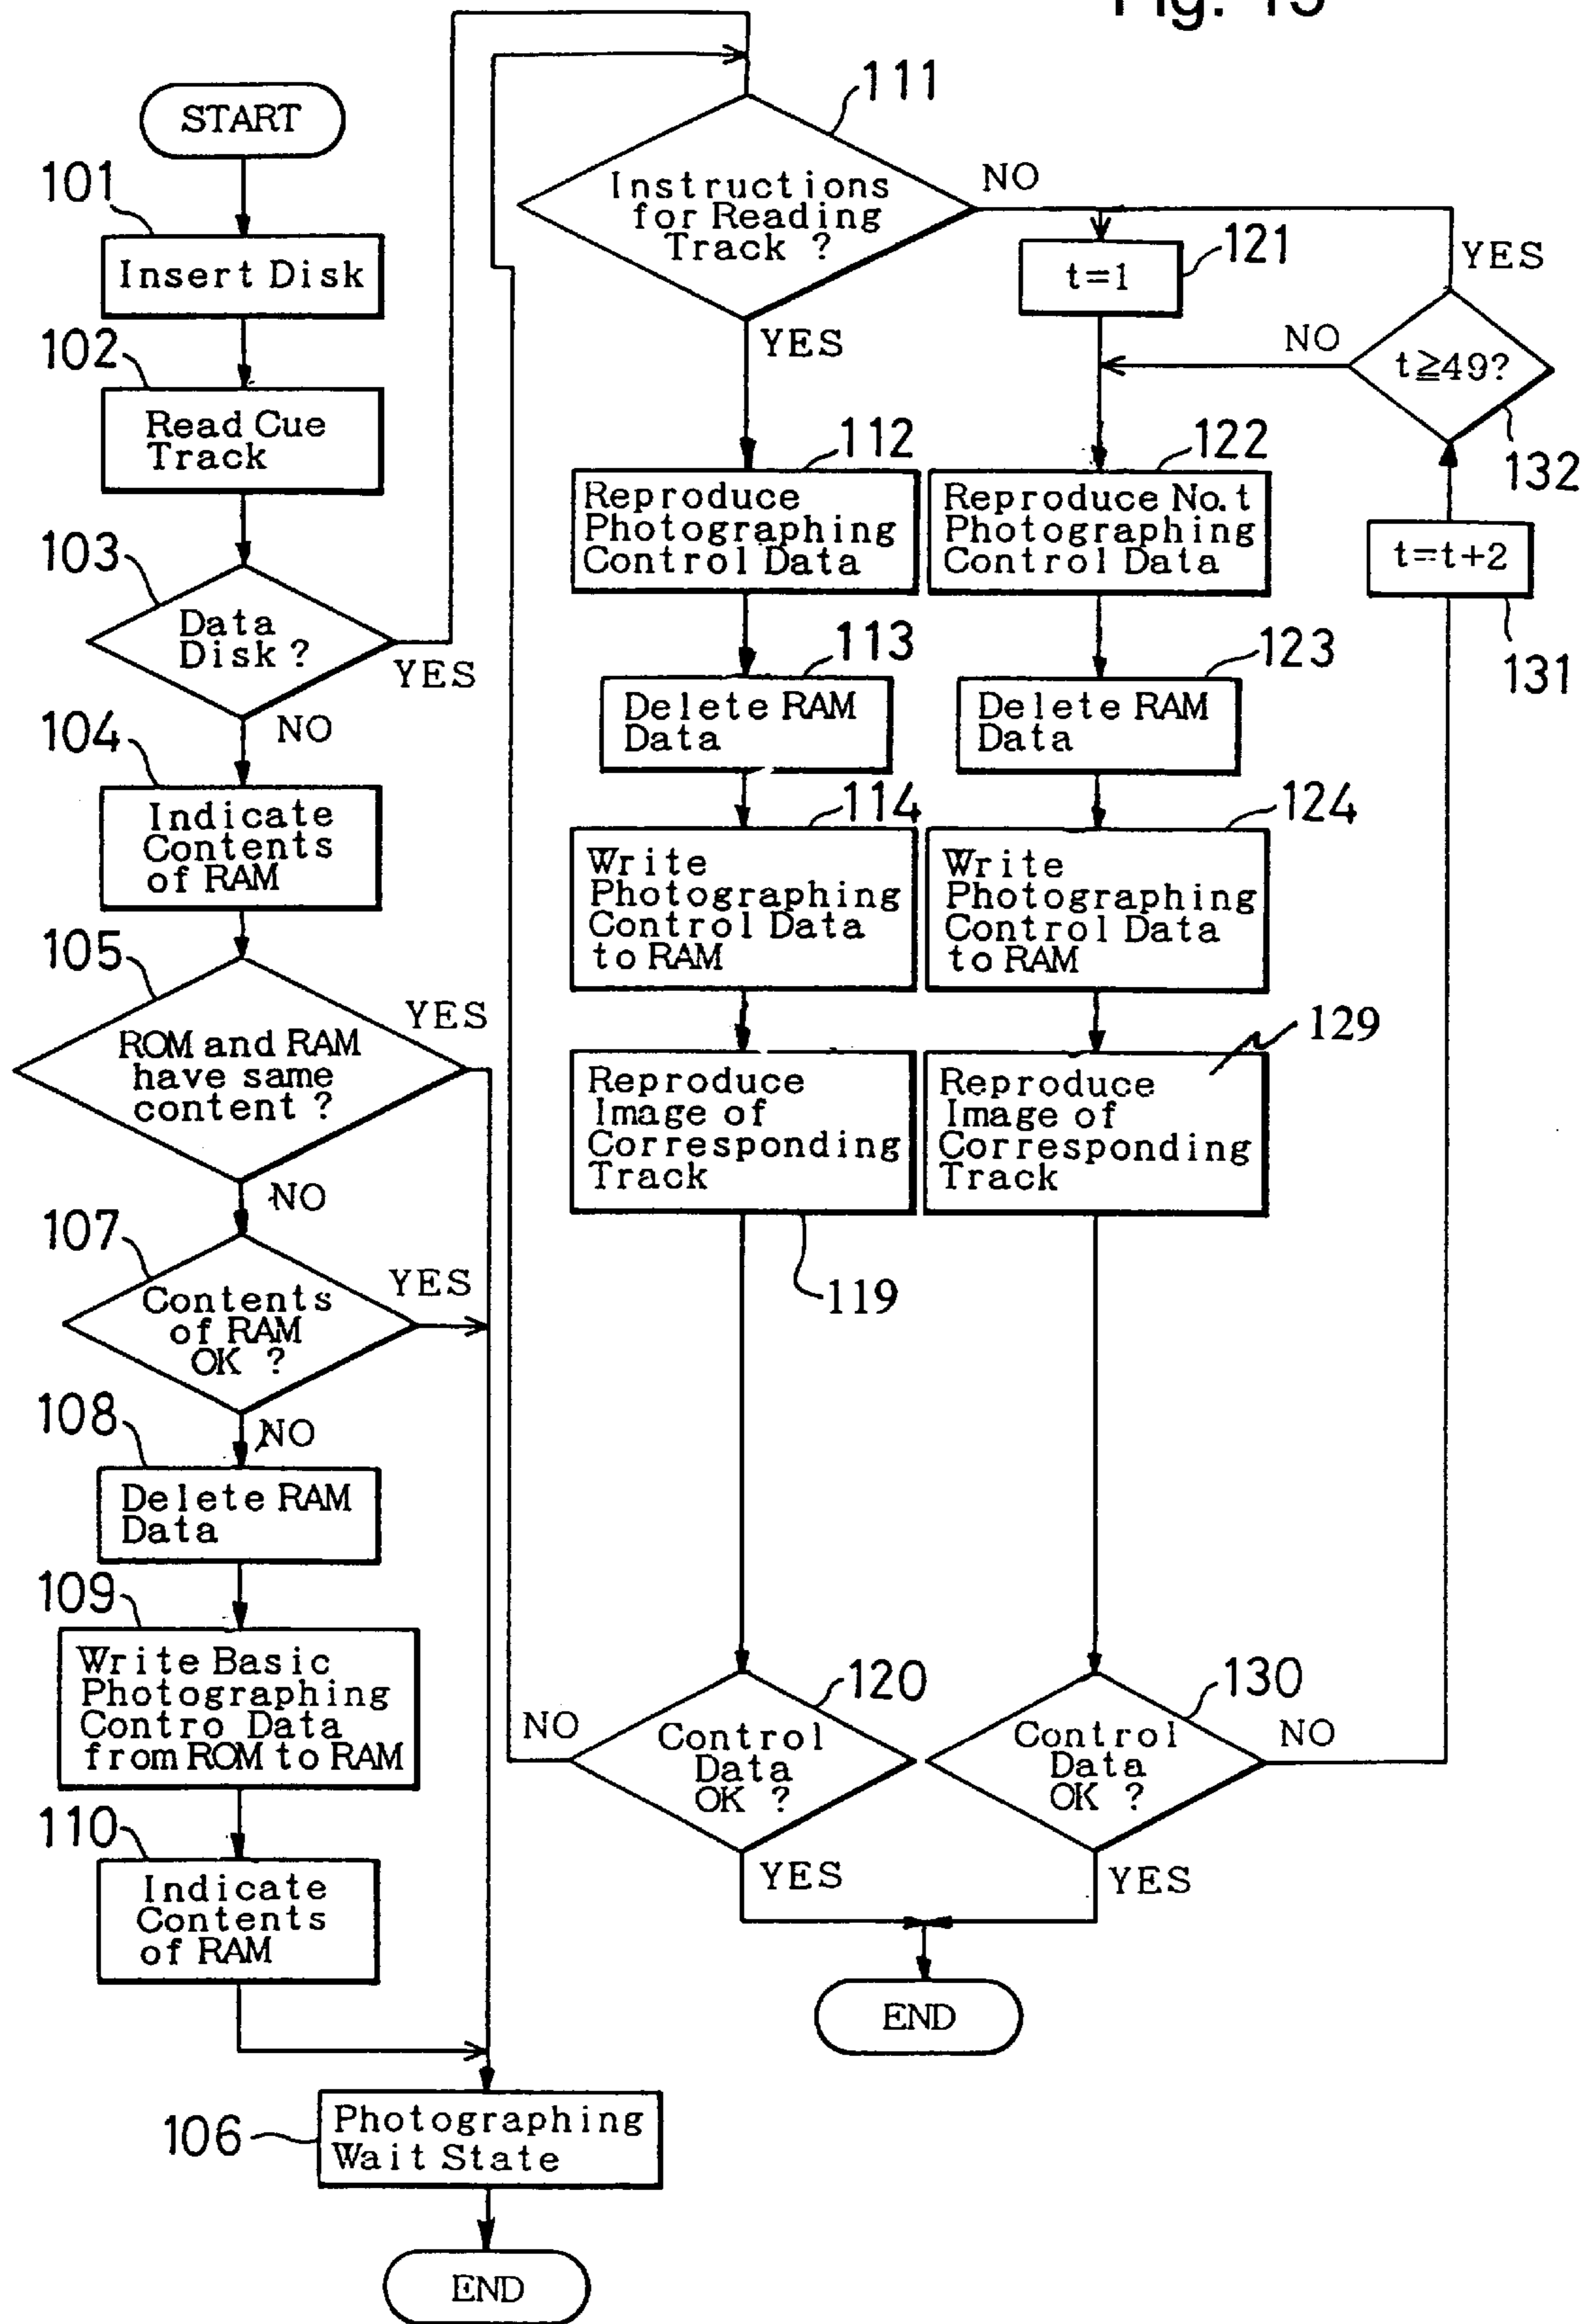 Fig. 13
START
101
Insert Disk
102
Read Cue
Track
103
Data
Disk ?
YES
NO
104
Indicate
Contents
of RAM
105
ROM and RAM
have same
content ?
YES
NO
107
Contents
of RAM
OK ?
YES
NO
108
Delete RAM
Data
109
Write Basic
Photographing
Contro Data
from ROM to RAM
110
Indicate
Contents
of RAM
106
Photographing
Wait State
END
111
Instructions
for Reading
Track ?
NO
YES
112
Reproduce
Photographing
Control Data
113
Delete RAM
Data
114
Write
Photographing
Control Data
to RAM
Reproduce
Image of
Corresponding
Track
119
120
Control
Data
OK ?
NO
YES
121
t=1
122
Reproduce No.t
Photographing
Control Data
123
Delete RAM
Data
124
Write
Photographing
Control Data
to RAM
129
Reproduce
Image of
Corresponding
Track
130
Control
Data
OK ?
NO
YES
END
YES
NO
t≧49?
132
t=t+2
131